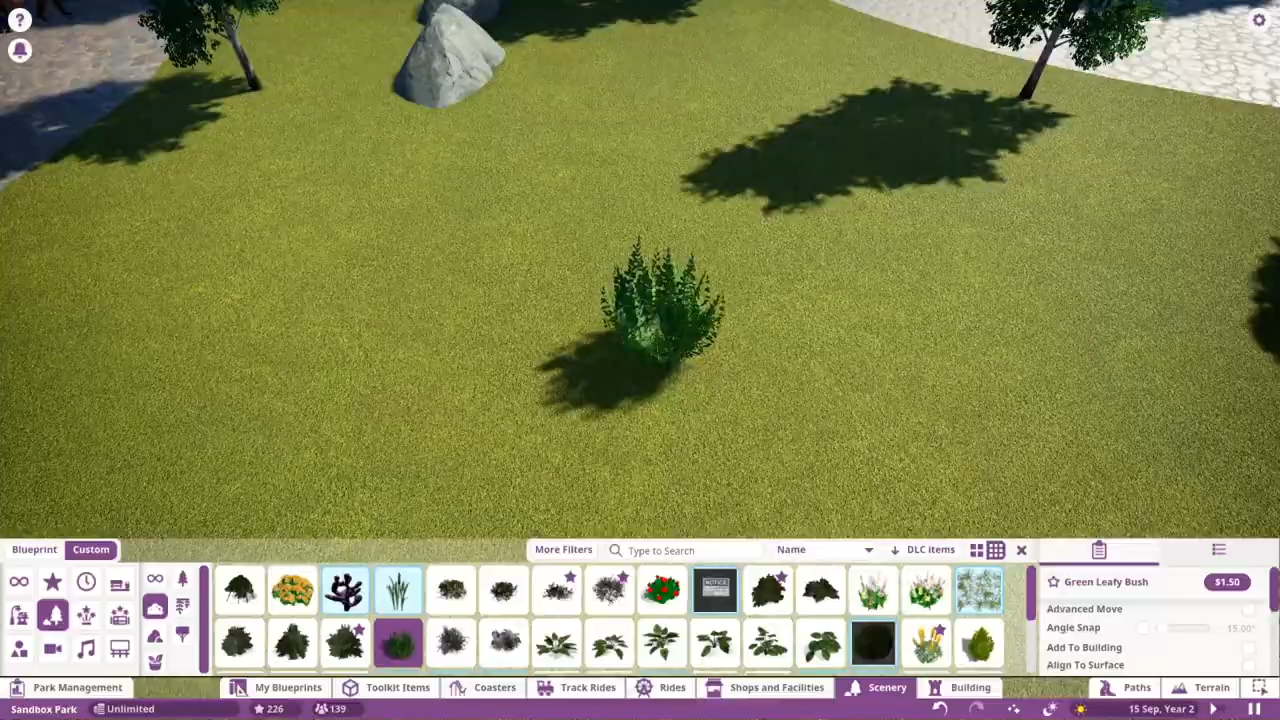 Blueprint Custom More Filters Type to Search Name DLC items
NOTICE
Green Leafy Bush $1.50
Advanced Move
Angle Snap 15.00°
Add To Building
Align To Surface
Park Management My Blueprints Toolkit Items Coasters Track Rides Rides Shops and Facilities Scenery Building Paths Terrain
Sandbox Park Unlimited 226 139 15 Sep, Year 2